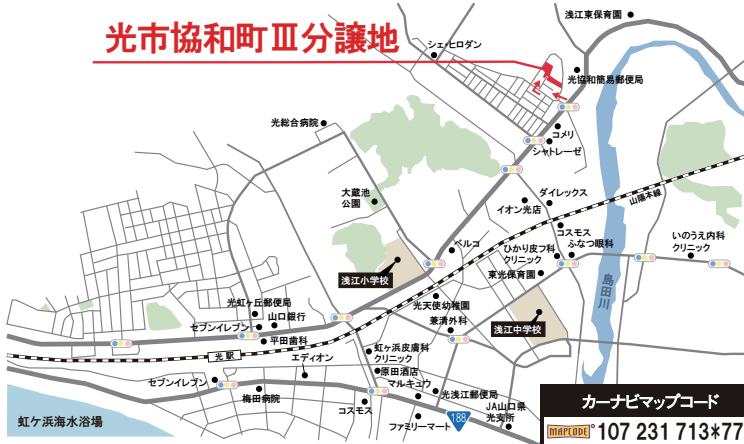 浅江東保育園
光市協和町Ⅲ分譲地
シェ・ヒロダン
光協和簡易郵便局
光総合病院
コメリ
シャトレーゼ
大蔵池
公園
ダイレックス
イオン光店
山陽本線
コスモス
ふなつ眼科
ひかり皮フ科
クリニック
いのうえ内科
クリニック
ベルコ
浅江小学校
東光保育園
島田川
光天使幼稚園
兼清外科
浅江中学校
光虹ヶ丘郵便局
山口銀行
セブンイレブン
平田歯科
光駅
虹ヶ浜皮膚科
クリニック
エディオン
原田酒店
セブンイレブン
梅田病院
マルキュウ
光浅江郵便局
コスモス
ファミリーマート
188
JA山口県
光支所
虹ケ浜海水浴場
カーナビマップコード
MAPCODE 107 231 713*77